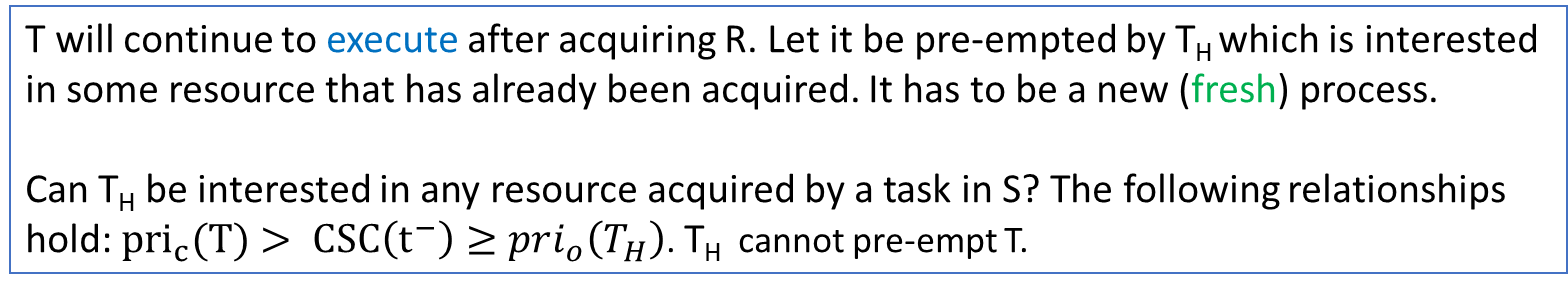 T will continue to execute after acquiring R. Let it be pre-empted by T_H which is interested
in some resource that has already been acquired. It has to be a new (fresh) process.
Can T_H be interested in any resource acquired by a task in S? The following relationships
hold: pri_c(T) > CSC(t⁻) ≥ pri_o(T_H). T_H cannot pre-empt T.